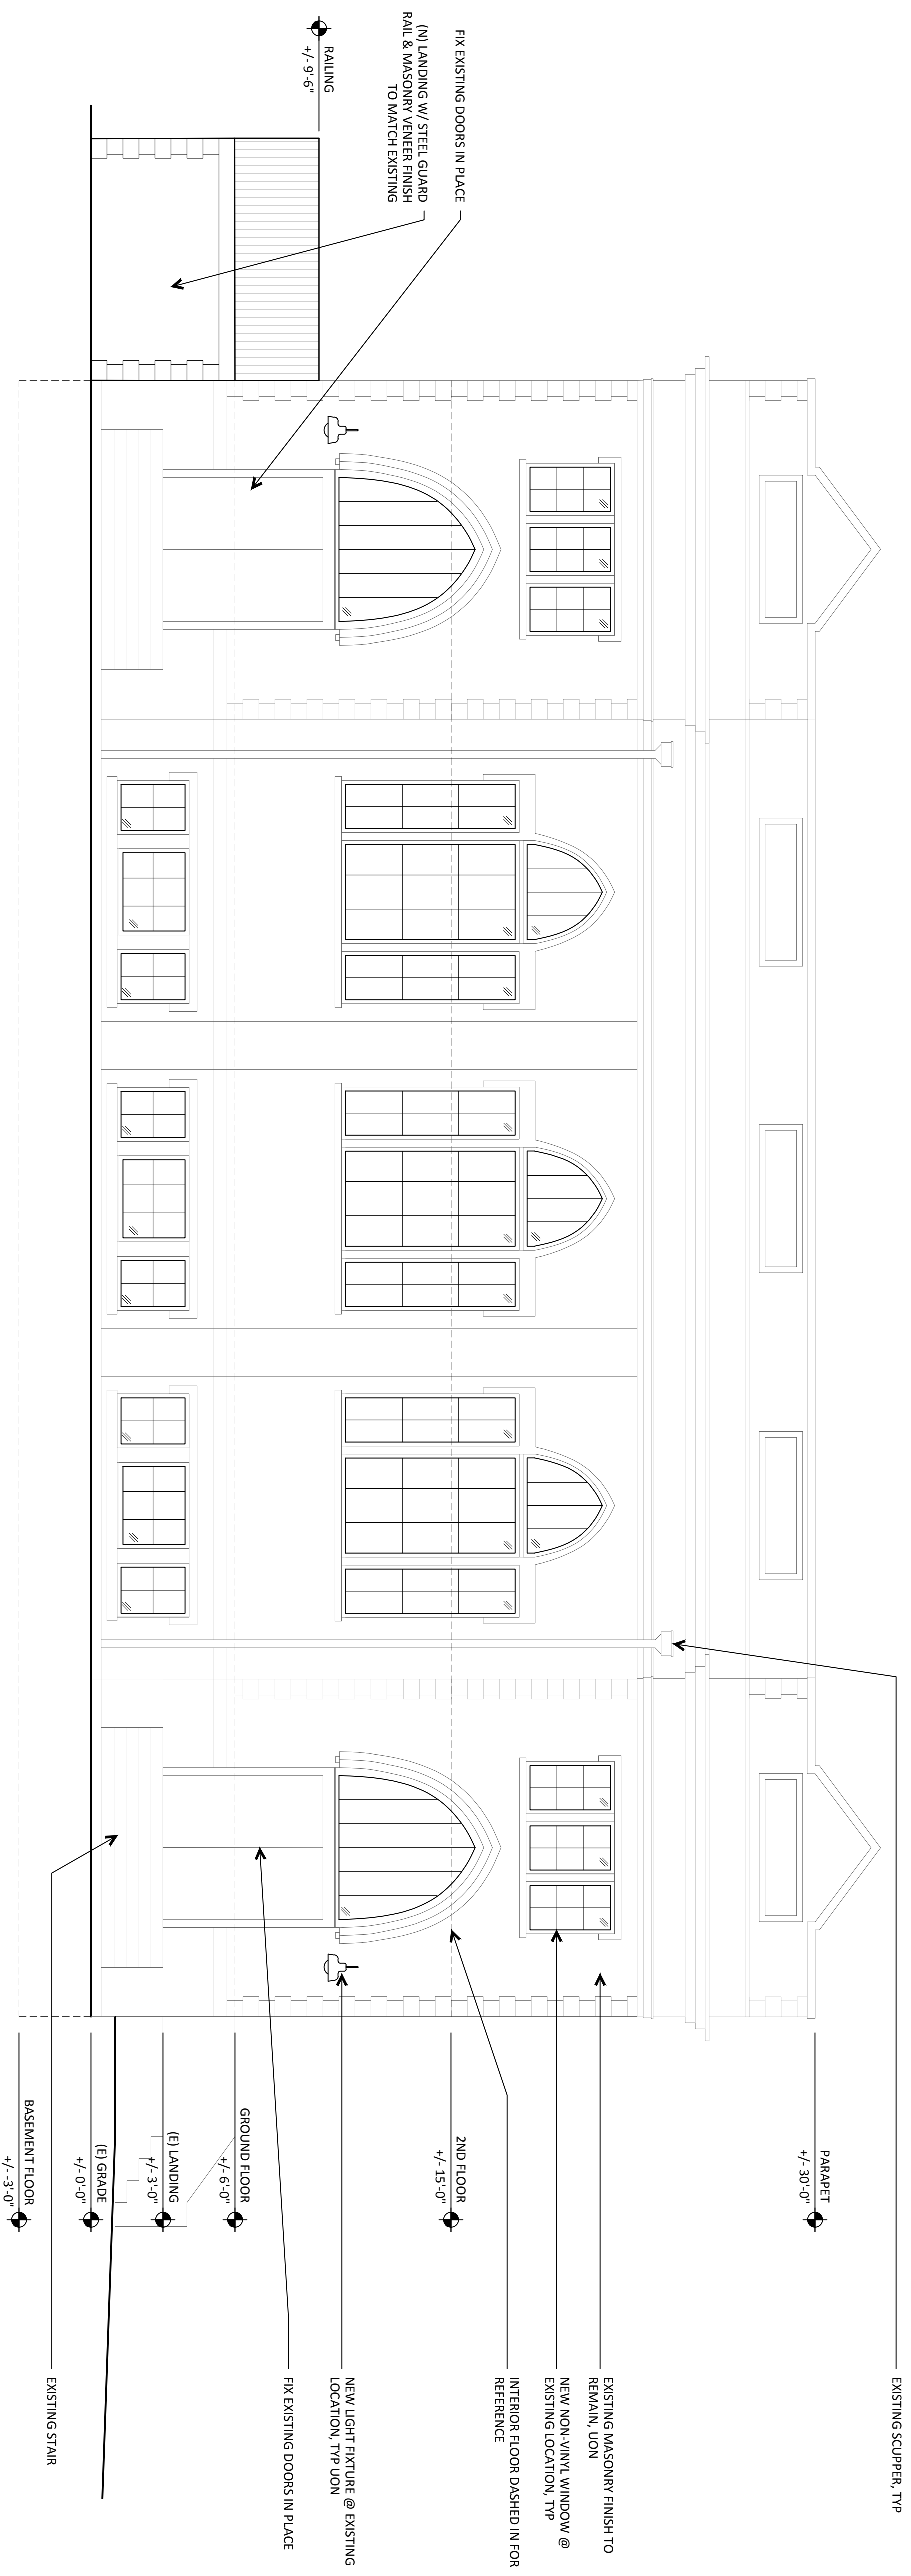 RAILING
+/- 9'-6"
FIX EXISTING DOORS IN PLACE
(N) LANDING W/ STEEL GUARD
RAIL & MASONRY VENEER FINISH
TO MATCH EXISTING
PARAPET
+/- 30'-0"
2ND FLOOR
+/- 15'-0"
GROUND FLOOR
+/- 6'-0"
(E) LANDING
+/- 3'-0"
(E) GRADE
+/- 0'-0"
BASEMENT FLOOR
+/- -3'-0"
EXISTING SCUPPER, TYP
EXISTING MASONRY FINISH TO
REMAIN, UON
NEW NON-VINYL WINDOW @
EXISTING LOCATION, TYP
INTERIOR FLOOR DASHED IN FOR
REFERENCE
NEW LIGHT FIXTURE @ EXISTING
LOCATION, TYP UON
FIX EXISTING DOORS IN PLACE
EXISTING STAIR